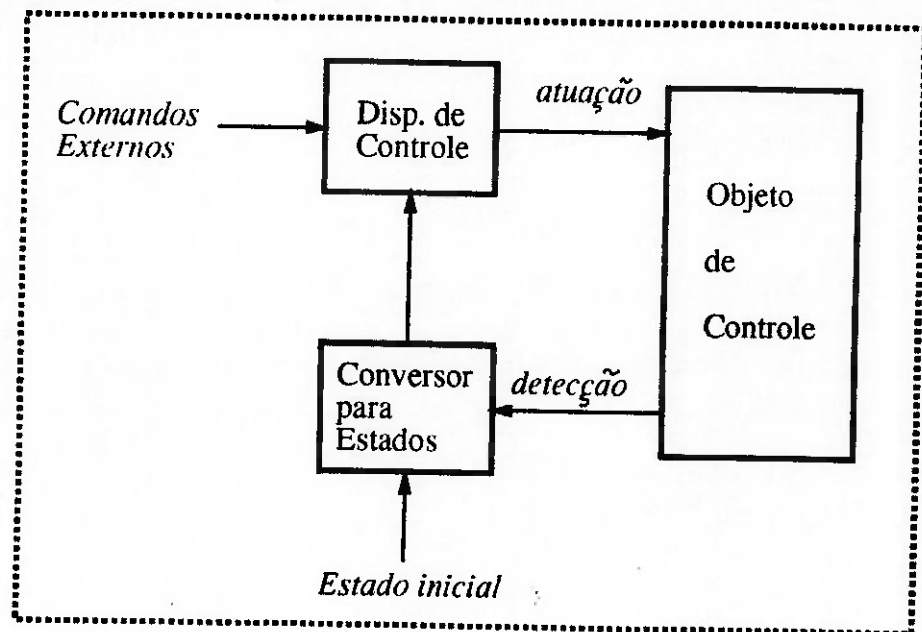 Comandos
Externos
Disp. de
Controle
atuação
Objeto
de
Controle
Conversor
para
Estados
detecção
Estado inicial